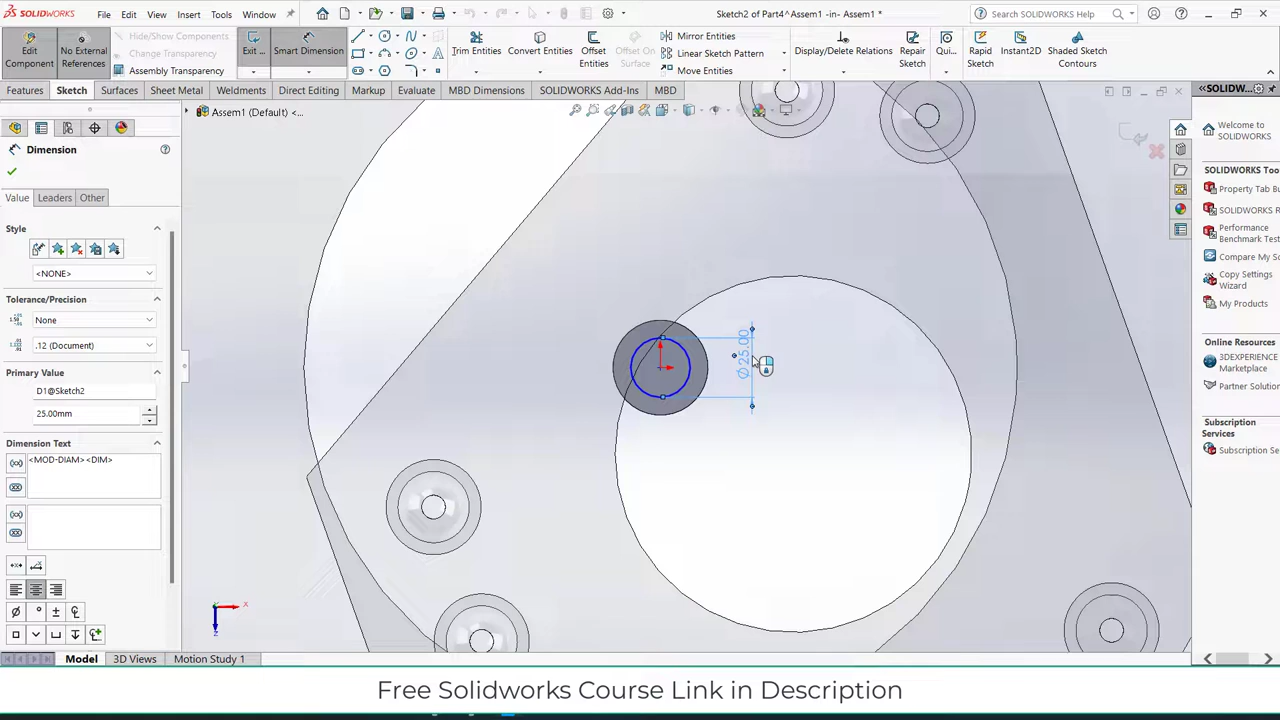 SOLIDWORKS File Edit View Insert Tools Window Sketch2 of Part4^Assem1 -in- Assem1 * Search SOLIDWORKS Help
Edit Component
No External References
Hide/Show Components
Change Transparency
Assembly Transparency
Exit ...
Smart Dimension
Trim Entities
Convert Entities
Offset Entities
Offset On Surface
Mirror Entities
Linear Sketch Pattern
Move Entities
Display/Delete Relations
Repair Sketch
Qui...
Rapid Sketch
Instant2D
Shaded Sketch Contours
Features Sketch Surfaces Sheet Metal Weldments Direct Editing Markup Evaluate MBD Dimensions SOLIDWORKS Add-Ins MBD
SOLIDW...
Assem1 (Default) <...
Dimension
Value Leaders Other
Style
<NONE>
Tolerance/Precision
None
.12 (Document)
Primary Value
D1@Sketch2
25.00mm
Dimension Text
<MOD-DIAM><DIM>
Ø25.00
X
Z
Welcome to SOLIDWORKS
SOLIDWORKS Too
Property Tab Bu
SOLIDWORKS R
Performance
Benchmark Test
Compare My Sc
Copy Settings
Wizard
My Products
Online Resources
3DEXPERIENCE
Marketplace
Partner Solution
Subscription
Services
Subscription Se
Model 3D Views Motion Study 1
Free Solidworks Course Link in Description